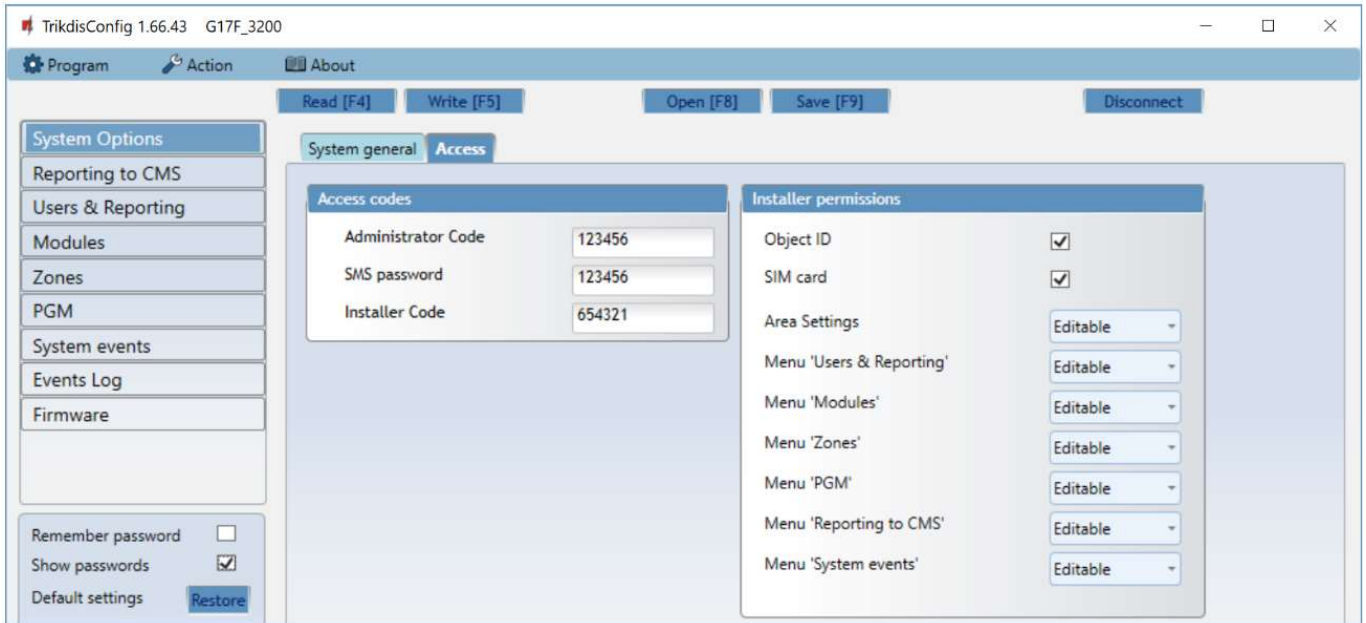 TrikdisConfig 1.66.43 G17F_3200
Program Action About
Read [F4] Write [F5] Open [F8] Save [F9] Disconnect
System Options
Reporting to CMS
Users & Reporting
Modules
Zones
PGM
System events
Events Log
Firmware
Remember password
Show passwords
Default settings Restore
System general Access
Access codes
Administrator Code 123456
SMS password 123456
Installer Code 654321
Installer permissions
Object ID
SIM card
Area Settings Editable
Menu 'Users & Reporting' Editable
Menu 'Modules' Editable
Menu 'Zones' Editable
Menu 'PGM' Editable
Menu 'Reporting to CMS' Editable
Menu 'System events' Editable